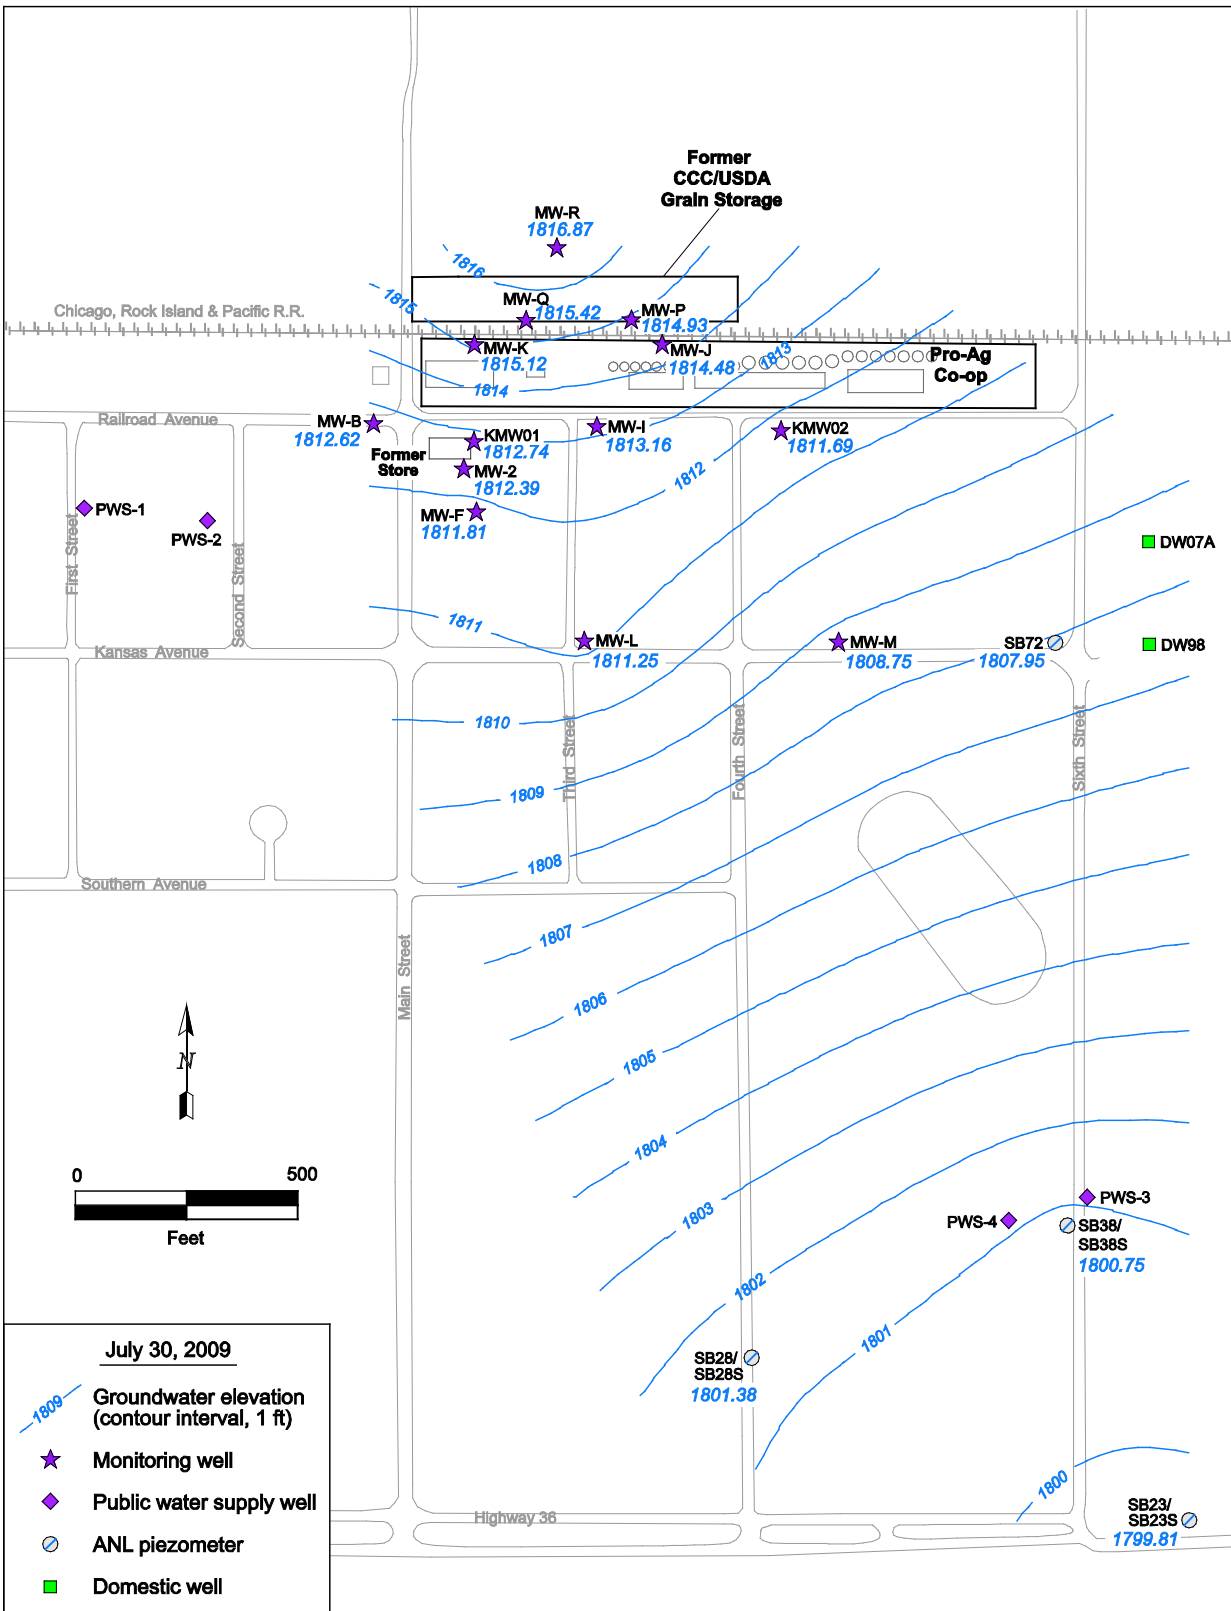 Former
CCC/USDA
Grain Storage
MW-R
1816.87
1816
1815
MW-Q
1815.42
MW-P
1814.93
Chicago, Rock Island & Pacific R.R.
MW-K
1815.12
MW-J
1814.48
1813
Pro-Ag
Co-op
1814
Railroad Avenue
MW-B
1812.62
KMW01
1812.74
MW-I
1813.16
KMW02
1811.69
Former
Store
MW-2
1812.39
1812
MW-F
1811.81
PWS-1
PWS-2
First Street
Second Street
DW07A
1811
MW-L
1811.25
MW-M
1808.75
SB72
1807.95
DW98
Kansas Avenue
1810
Third Street
Fourth Street
Sixth Street
1809
1808
Southern Avenue
1807
Main Street
1806
1805
1804
1803
1802
1801
1800
N
0
500
Feet
PWS-3
PWS-4
SB38/
SB38S
1800.75
SB28/
SB28S
1801.38
SB23/
SB23S
1799.81
Highway 36
July 30, 2009
1809
Groundwater elevation
(contour interval, 1 ft)
Monitoring well
Public water supply well
ANL piezometer
Domestic well